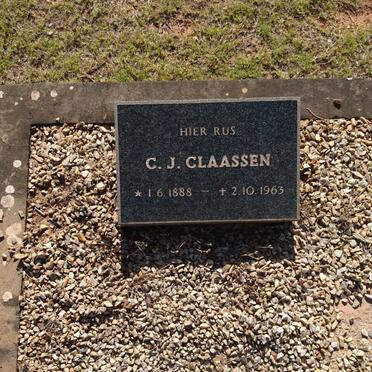 HIER RUS
C. J. CLAASSEN
* 1.6.1888 – + 2.10.1963